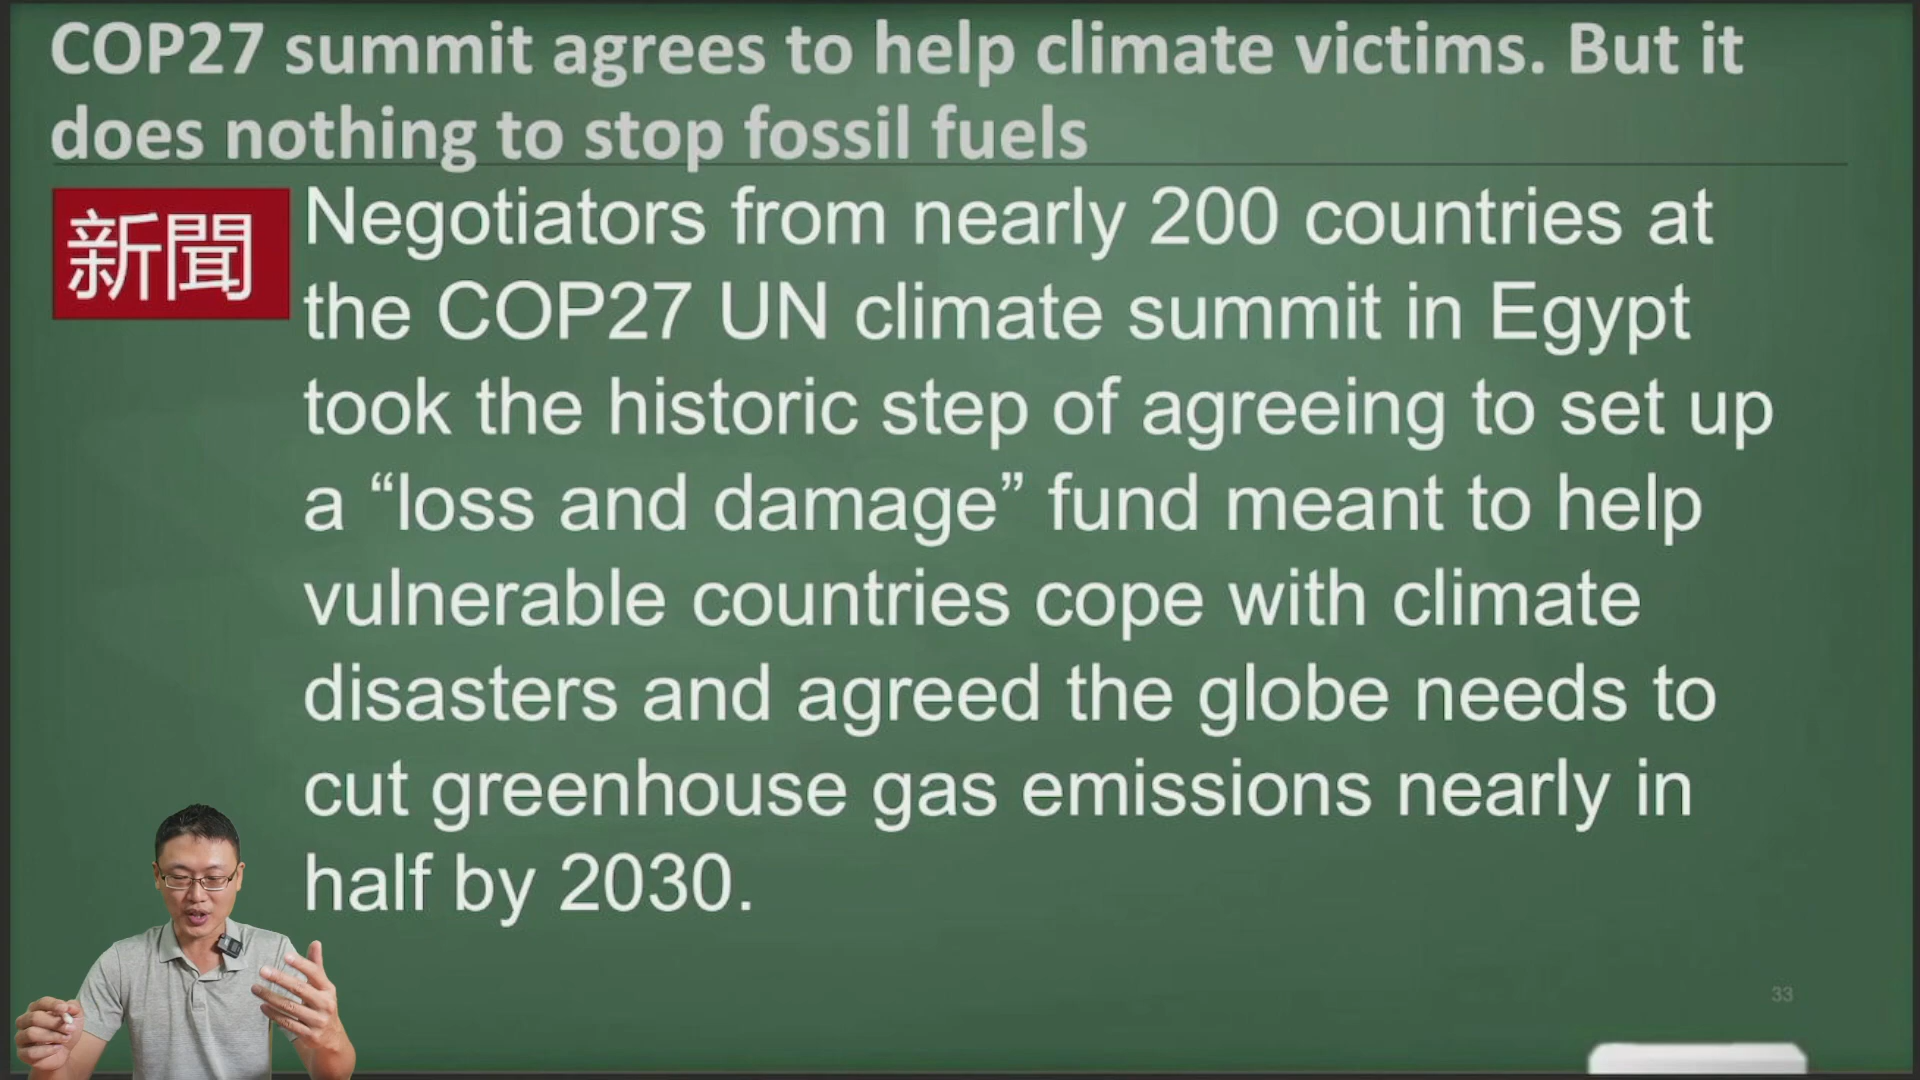 COP27 summit agrees to help climate victims. But it
does nothing to stop fossil fuels
新聞
Negotiators from nearly 200 countries at
the COP27 UN climate summit in Egypt
took the historic step of agreeing to set up
a “loss and damage” fund meant to help
vulnerable countries cope with climate
disasters and agreed the globe needs to
cut greenhouse gas emissions nearly in
half by 2030.
33